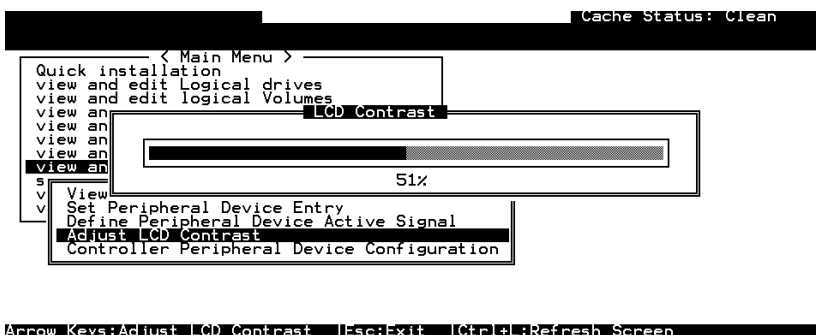 Cache Status: Clean
< Main Menu >
Quick installation
view and edit Logical drives
view and edit logical Volumes
view an
LCD Contrast
view an
view an
view an
view an
51%
s
v View
v Set Peripheral Device Entry
Define Peripheral Device Active Signal
Adjust LCD Contrast
Controller Peripheral Device Configuration
Arrow Keys:Adjust LCD Contrast |Esc:Exit |Ctrl+L:Refresh Screen